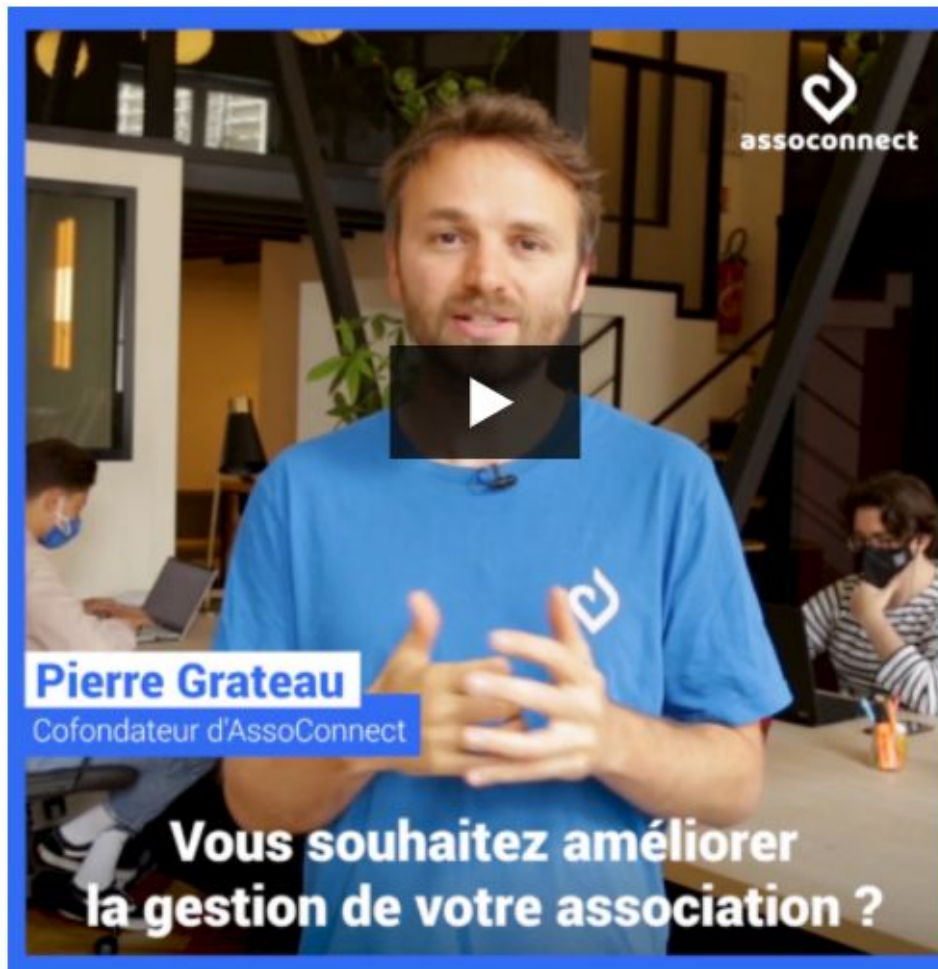 assoconnect
Pierre Grateau
Cofondateur d'AssoConnect
Vous souhaitez améliorer
la gestion de votre association ?